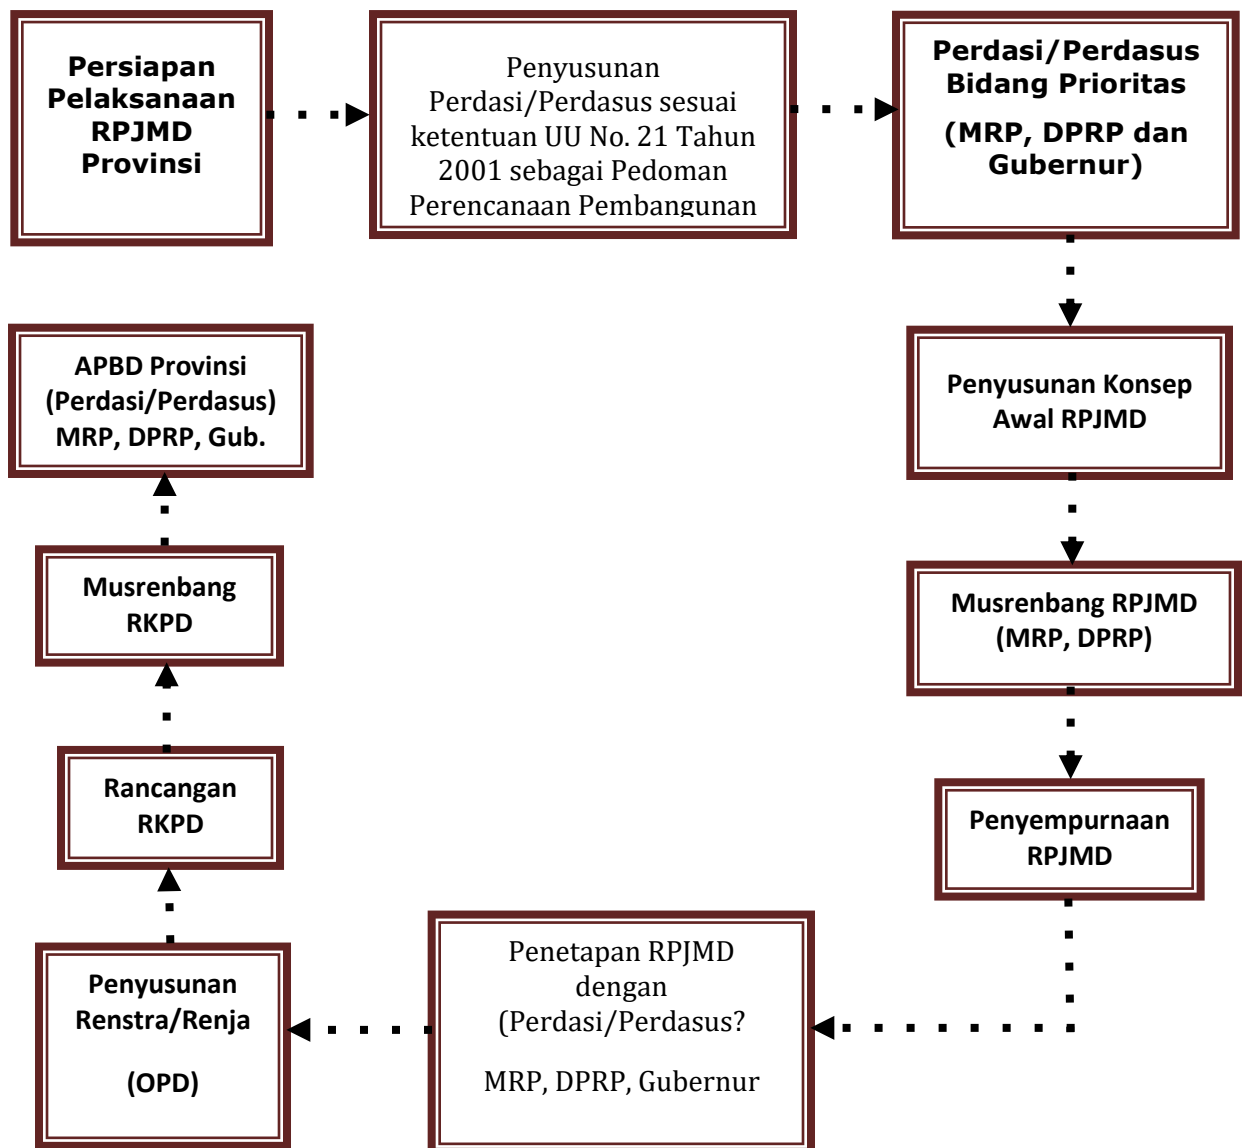 Persiapan
Pelaksanaan
RPJMD
Provinsi
Penyusunan
Perdasi/Perdasus sesuai
ketentuan UU No. 21 Tahun
2001 sebagai Pedoman
Perencanaan Pembangunan
Perdasi/Perdasus
Bidang Prioritas
(MRP, DPRP dan
Gubernur)
Penyusunan Konsep
Awal RPJMD
Musrenbang RPJMD
(MRP, DPRP)
Penyempurnaan
RPJMD
Penetapan RPJMD
dengan
(Perdasi/Perdasus?
MRP, DPRP, Gubernur
Penyusunan
Renstra/Renja
(OPD)
Rancangan
RKPD
Musrenbang
RKPD
APBD Provinsi
(Perdasi/Perdasus)
MRP, DPRP, Gub.